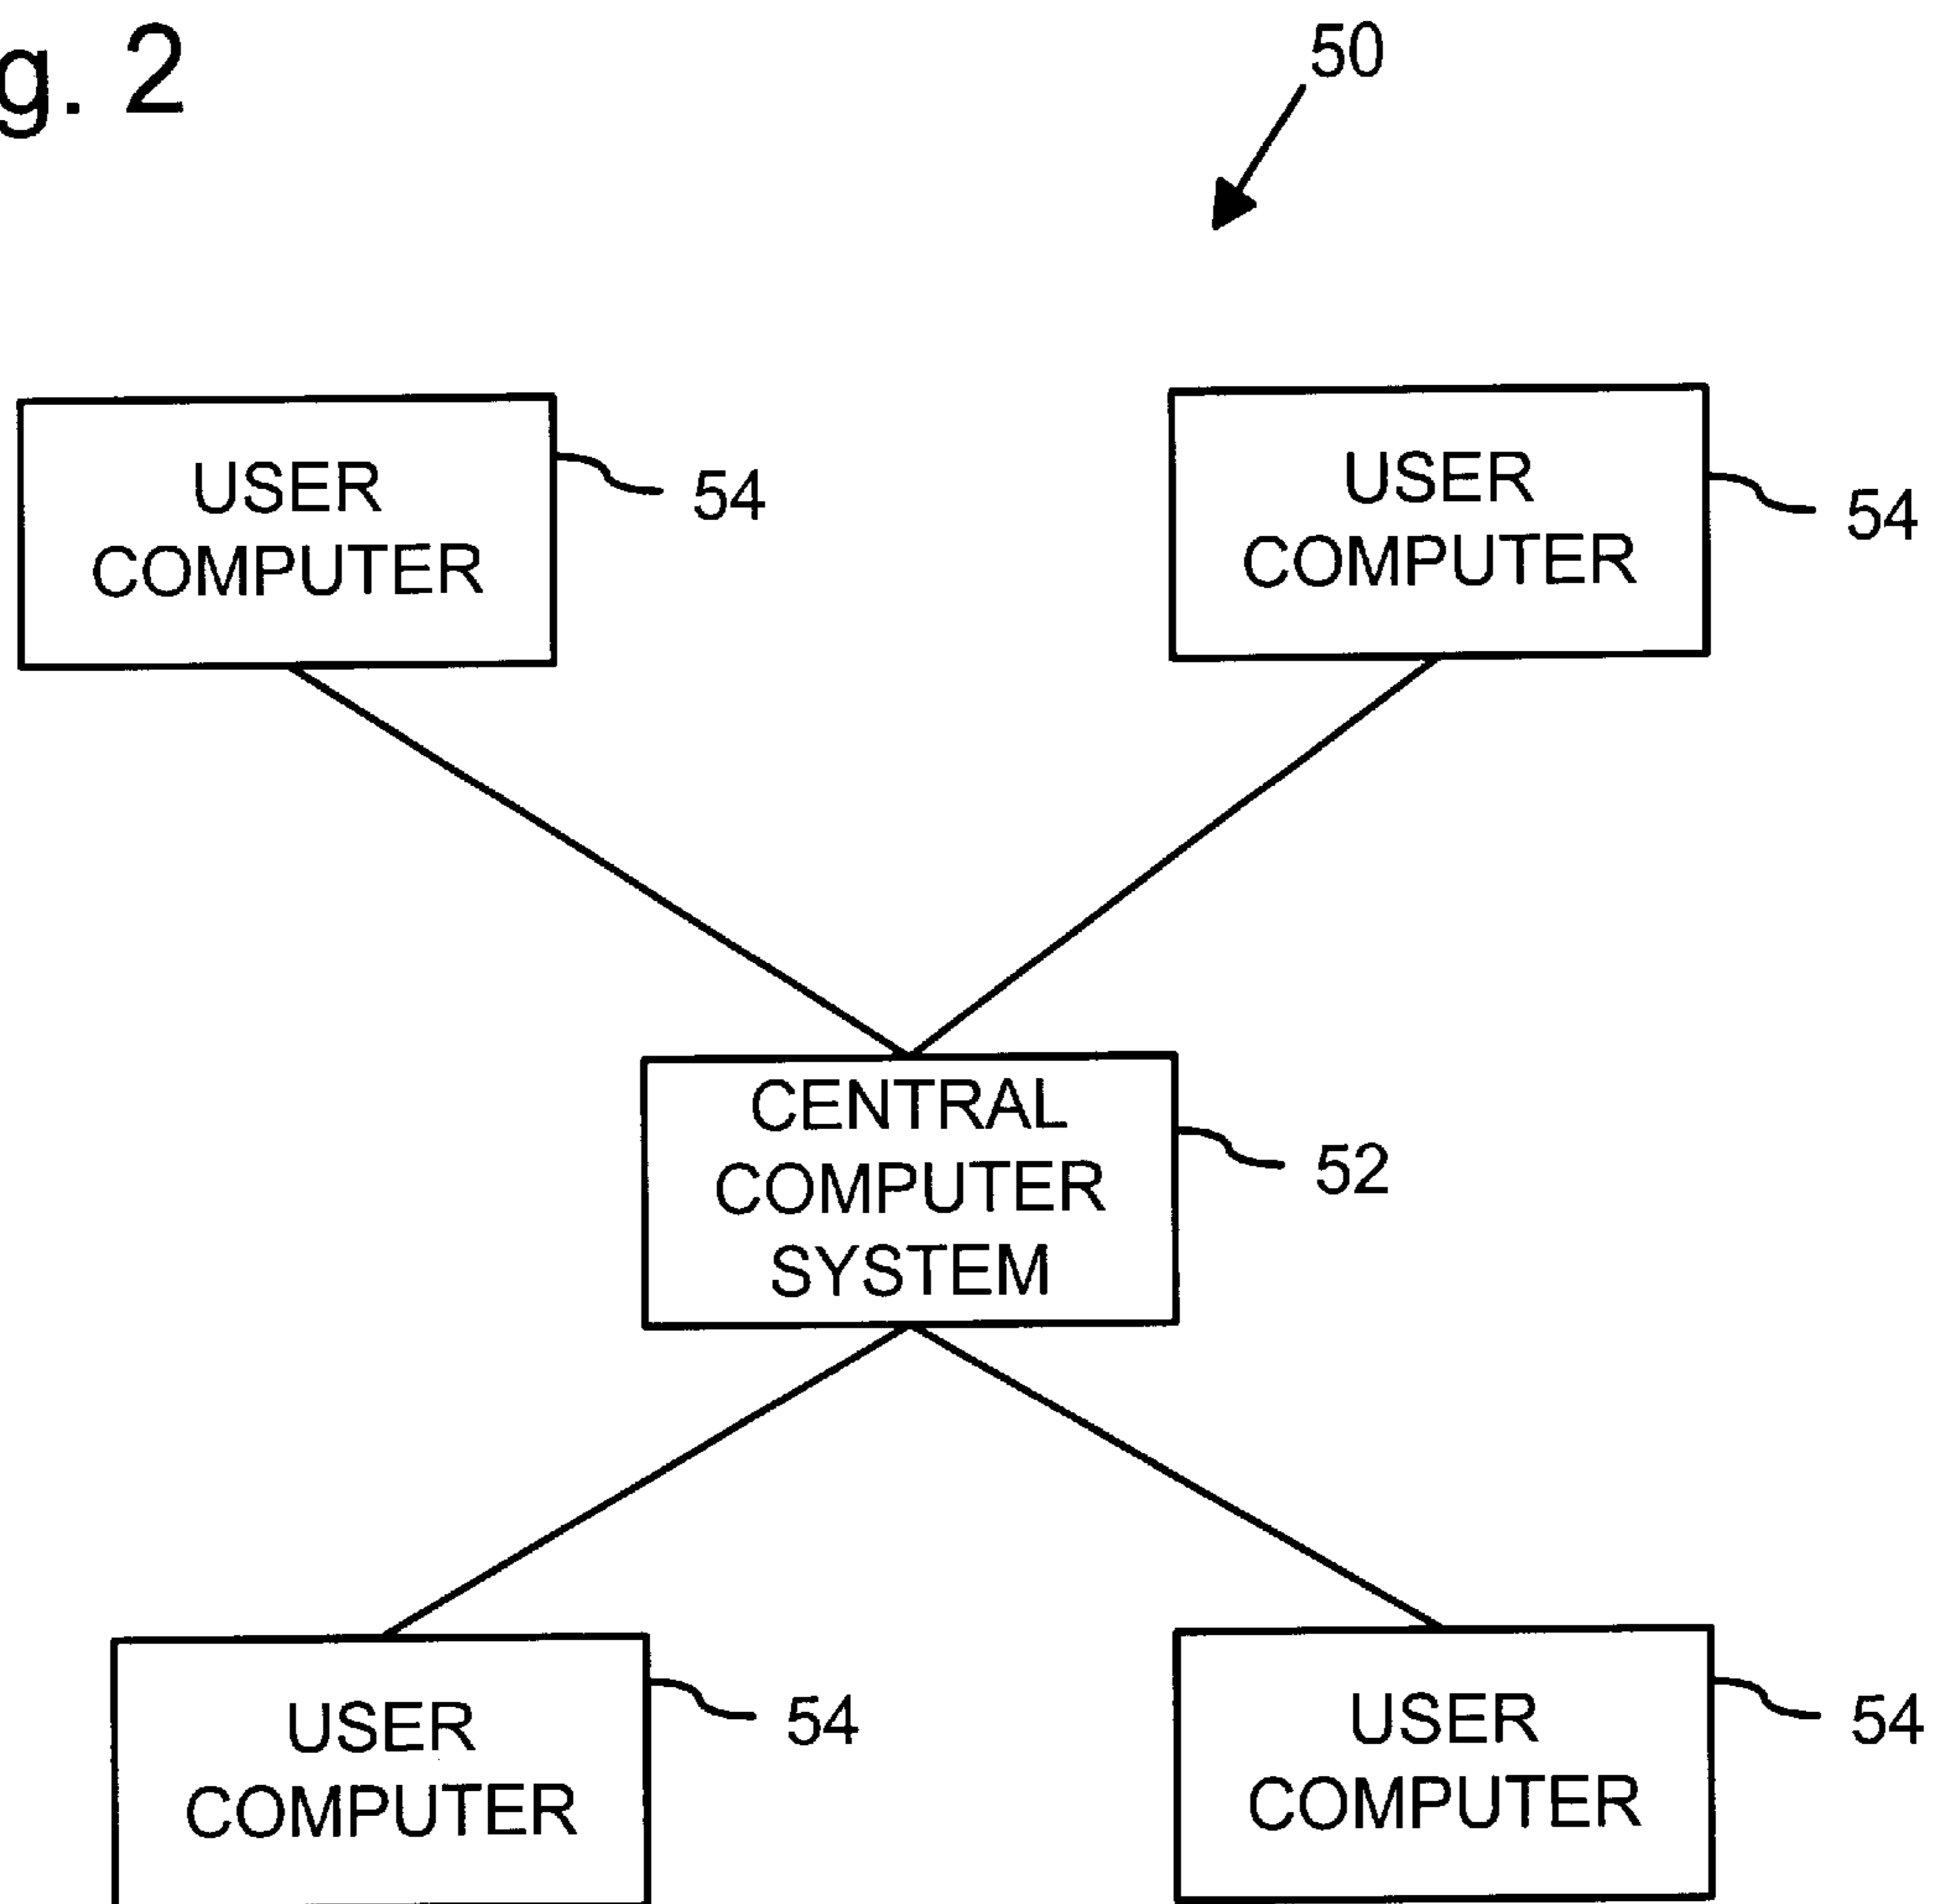 g. 2
50
USER
COMPUTER
54
USER
COMPUTER
54
CENTRAL
COMPUTER
SYSTEM
52
USER
COMPUTER
54
USER
COMPUTER
54